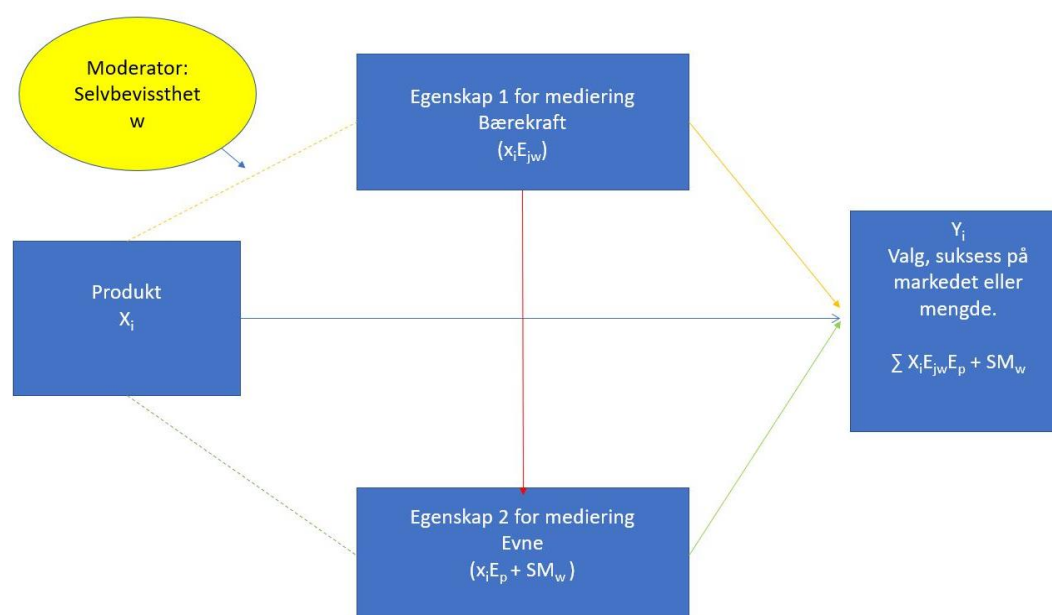 Moderator:
Selvbevissthet
w
Egenskap 1 for mediering
Bærekraft
(xᵢEⱼw)
Produkt
Xᵢ
Yᵢ
Valg, suksess på
markedet eller
mengde.
∑ XᵢEⱼwEₚ + SMw
Egenskap 2 for mediering
Evne
(xᵢEₚ + SMw)